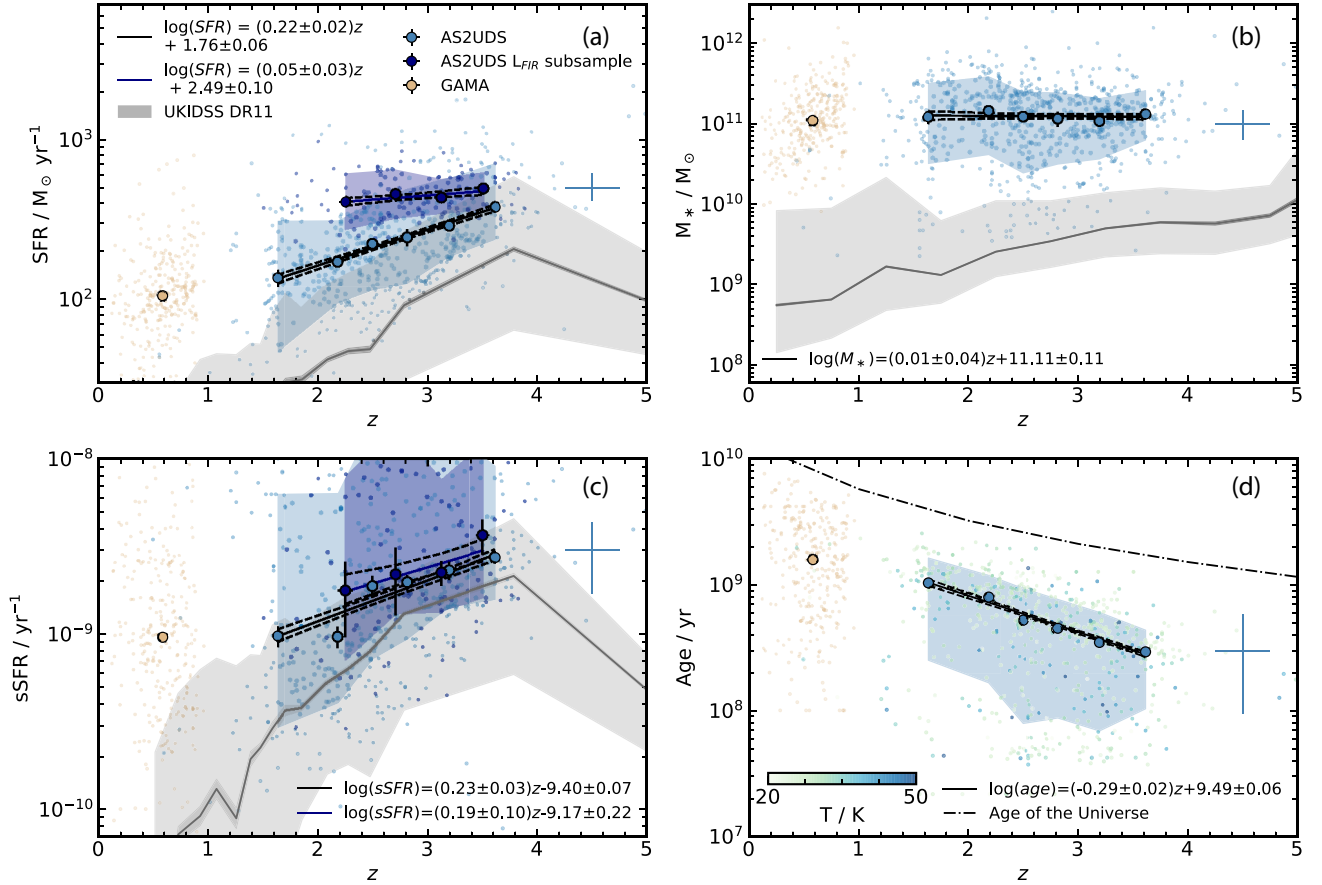 log(SFR) = (0.22±0.02)z
+ 1.76±0.06
log(SFR) = (0.05±0.03)z
+ 2.49±0.10
UKIDSS DR11
AS2UDS
AS2UDS L_FIR subsample
GAMA
(a)
10³
10²
SFR / M⊙ yr⁻¹
0 1 2 3 4 5
z
(b)
10¹²
10¹¹
10¹⁰
10⁹
10⁸
M∗ / M⊙
log(M∗)=(0.01±0.04)z+11.11±0.11
0 1 2 3 4 5
z
(c)
10⁻⁸
10⁻⁹
10⁻¹⁰
sSFR / yr⁻¹
log(sSFR)=(0.23±0.03)z-9.40±0.07
log(sSFR)=(0.19±0.10)z-9.17±0.22
0 1 2 3 4 5
z
(d)
10¹⁰
10⁹
10⁸
10⁷
Age / yr
20 50
T / K
log(age)=(-0.29±0.02)z+9.49±0.06
Age of the Universe
0 1 2 3 4 5
z